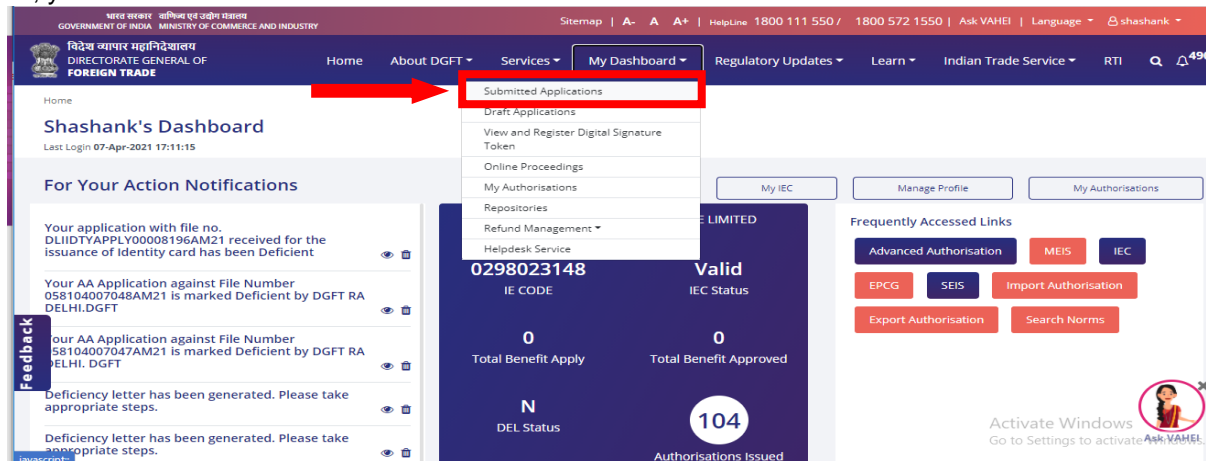 भारत सरकार वाणिज्य एवं उद्योग मंत्रालय
GOVERNMENT OF INDIA MINISTRY OF COMMERCE AND INDUSTRY
Sitemap | A- A A+ | HelpLine 1800 111 550 / 1800 572 1550 | Ask VAHEI | Language shashank
विदेश व्यापार महानिदेशालय
DIRECTORATE GENERAL OF
FOREIGN TRADE
Home About DGFT Services My Dashboard Regulatory Updates Learn Indian Trade Service RTI 490
Home
Shashank's Dashboard
Last Login 07-Apr-2021 17:11:15
Submitted Applications
Draft Applications
View and Register Digital Signature
Token
Online Proceedings
My Authorisations
Repositories
Refund Management
Helpdesk Service
For Your Action Notifications
My IEC Manage Profile My Authorisations
Your application with file no.
DLIIDTYAPPLY00008196AM21 received for the
issuance of Identity card has been Deficient
Your AA Application against File Number
058104007048AM21 is marked Deficient by DGFT RA
DELHI.DGFT
Your AA Application against File Number
058104007047AM21 is marked Deficient by DGFT RA
DELHI. DGFT
Deficiency letter has been generated. Please take
appropriate steps.
Deficiency letter has been generated. Please take
appropriate steps.
Feedback
javascript:
LIMITED
0298023148 Valid
IE CODE IEC Status
0 0
Total Benefit Apply Total Benefit Approved
N 104
DEL Status Authorisations Issued
Frequently Accessed Links
Advanced Authorisation MEIS IEC
EPCG SEIS Import Authorisation
Export Authorisation Search Norms
Activate Windows
Go to Settings to activate
Ask VAHEI